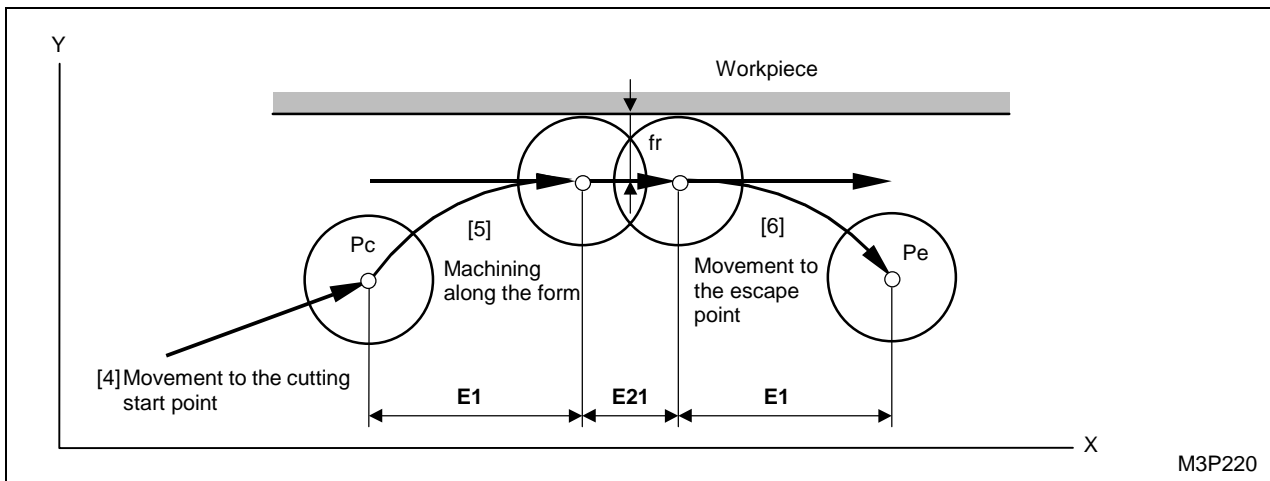 Y
Workpiece
fr
[5]
[6]
Pc
Pe
Machining
along the form
Movement to
the escape
point
[4]Movement to the cutting
start point
E1
E21
E1
X
M3P220